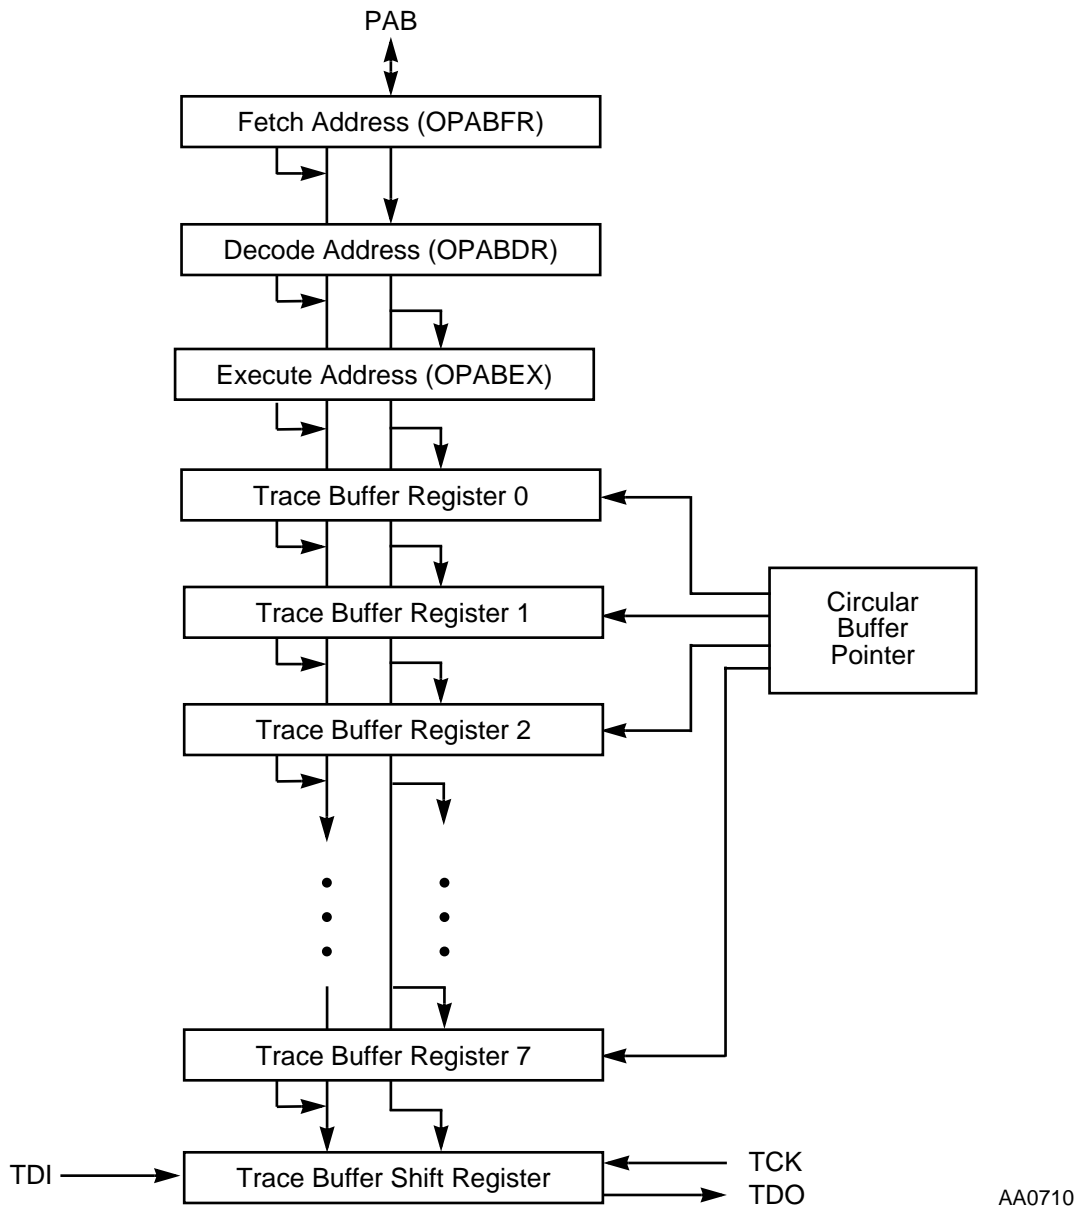 PAB
Fetch Address (OPABFR)
Decode Address (OPABDR)
Execute Address (OPABEX)
Trace Buffer Register 0
Trace Buffer Register 1
Circular
Buffer
Pointer
Trace Buffer Register 2
Trace Buffer Register 7
TDI
Trace Buffer Shift Register
TCK
TDO
AA0710